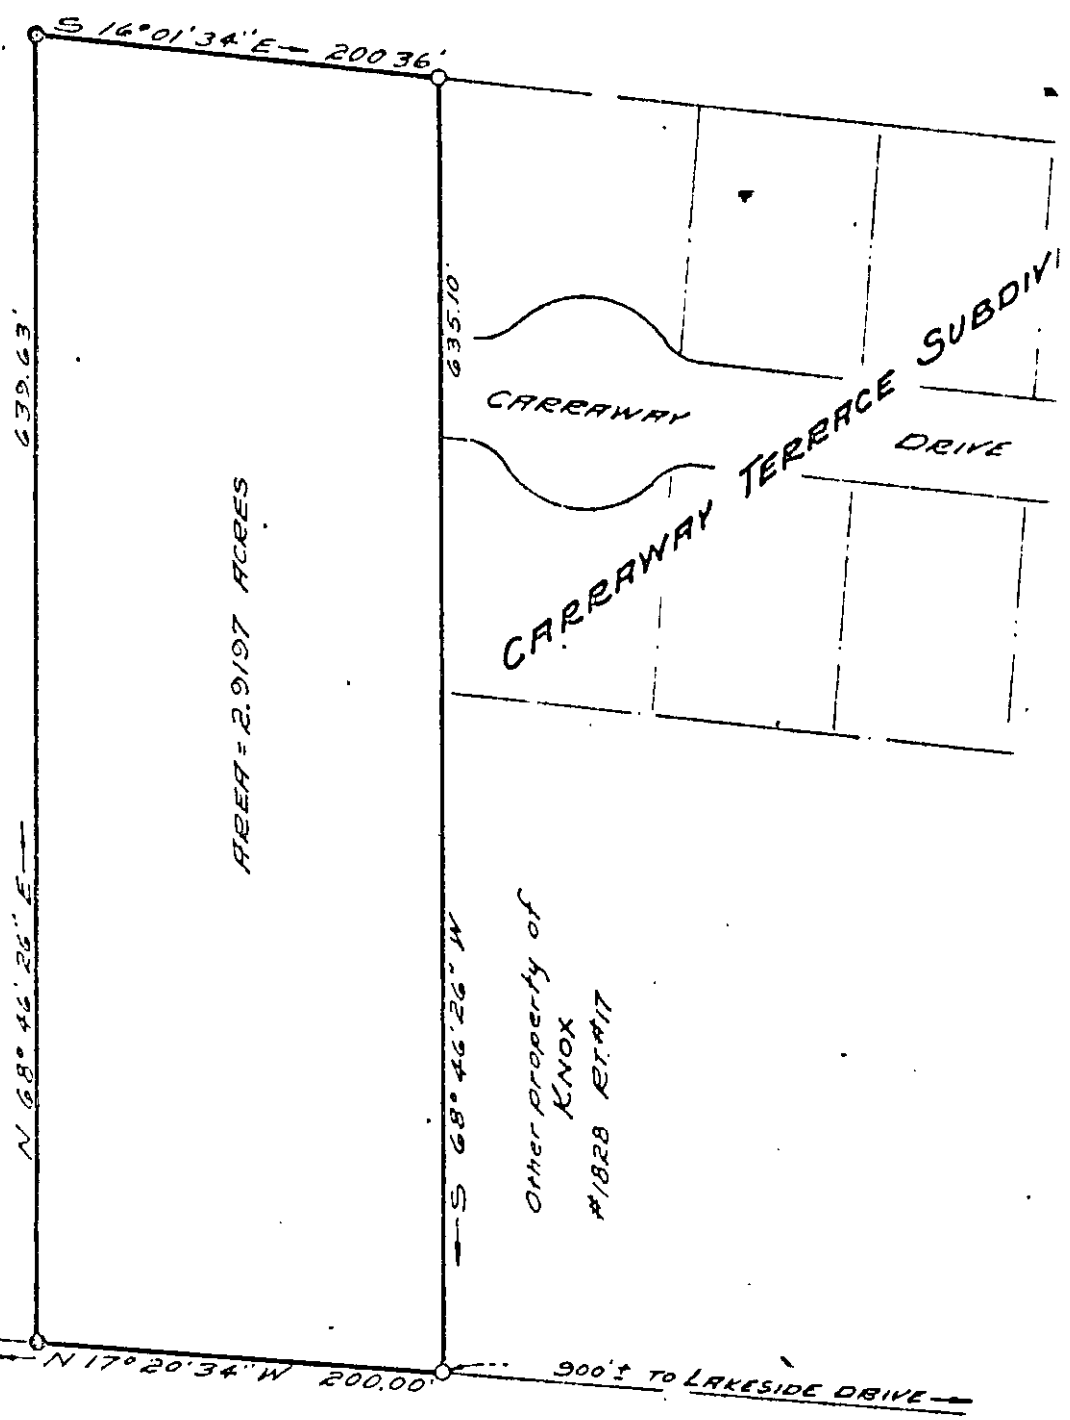 S 16°01'34" E 200 36'
639.63'
N 68° 46' 26" E
AREA = 2.9197 ACRES
635.10'
S 68° 46' 26" W
CARRAWAY
DRIVE
CARRAWAY TERRACE SUBDIVI
Other property of
KNOX
#1828 RT.#17
N 17° 20' 34" W 200.00'
900'± TO LAKESIDE DRIVE